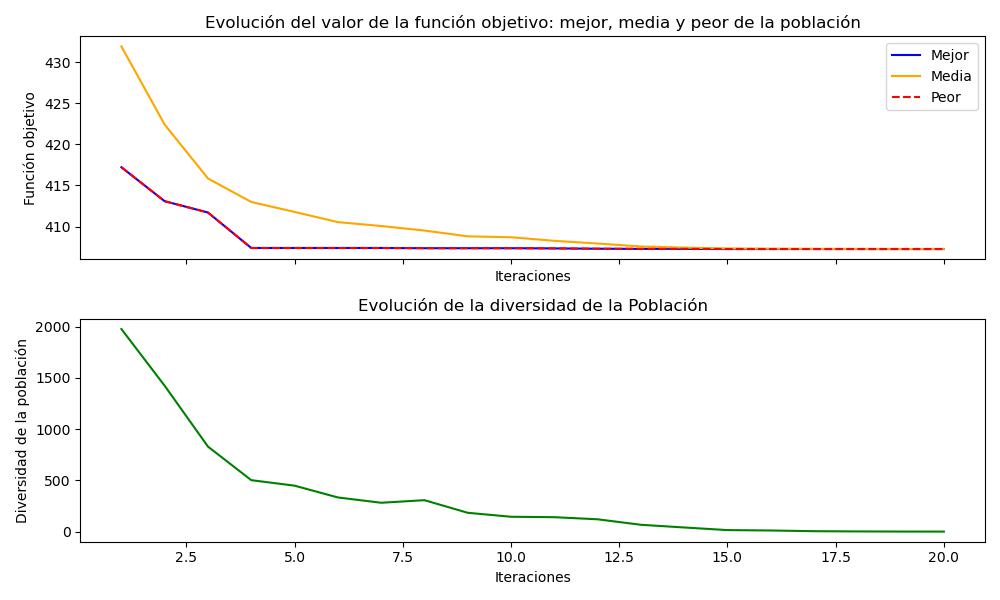 Evolución del valor de la función objetivo: mejor, media y peor de la población
Función objetivo
430
425
420
415
410
Mejor
Media
Peor
Iteraciones
Evolución de la diversidad de la Población
Diversidad de la población
2000
1500
1000
500
0
2.5 5.0 7.5 10.0 12.5 15.0 17.5 20.0
Iteraciones